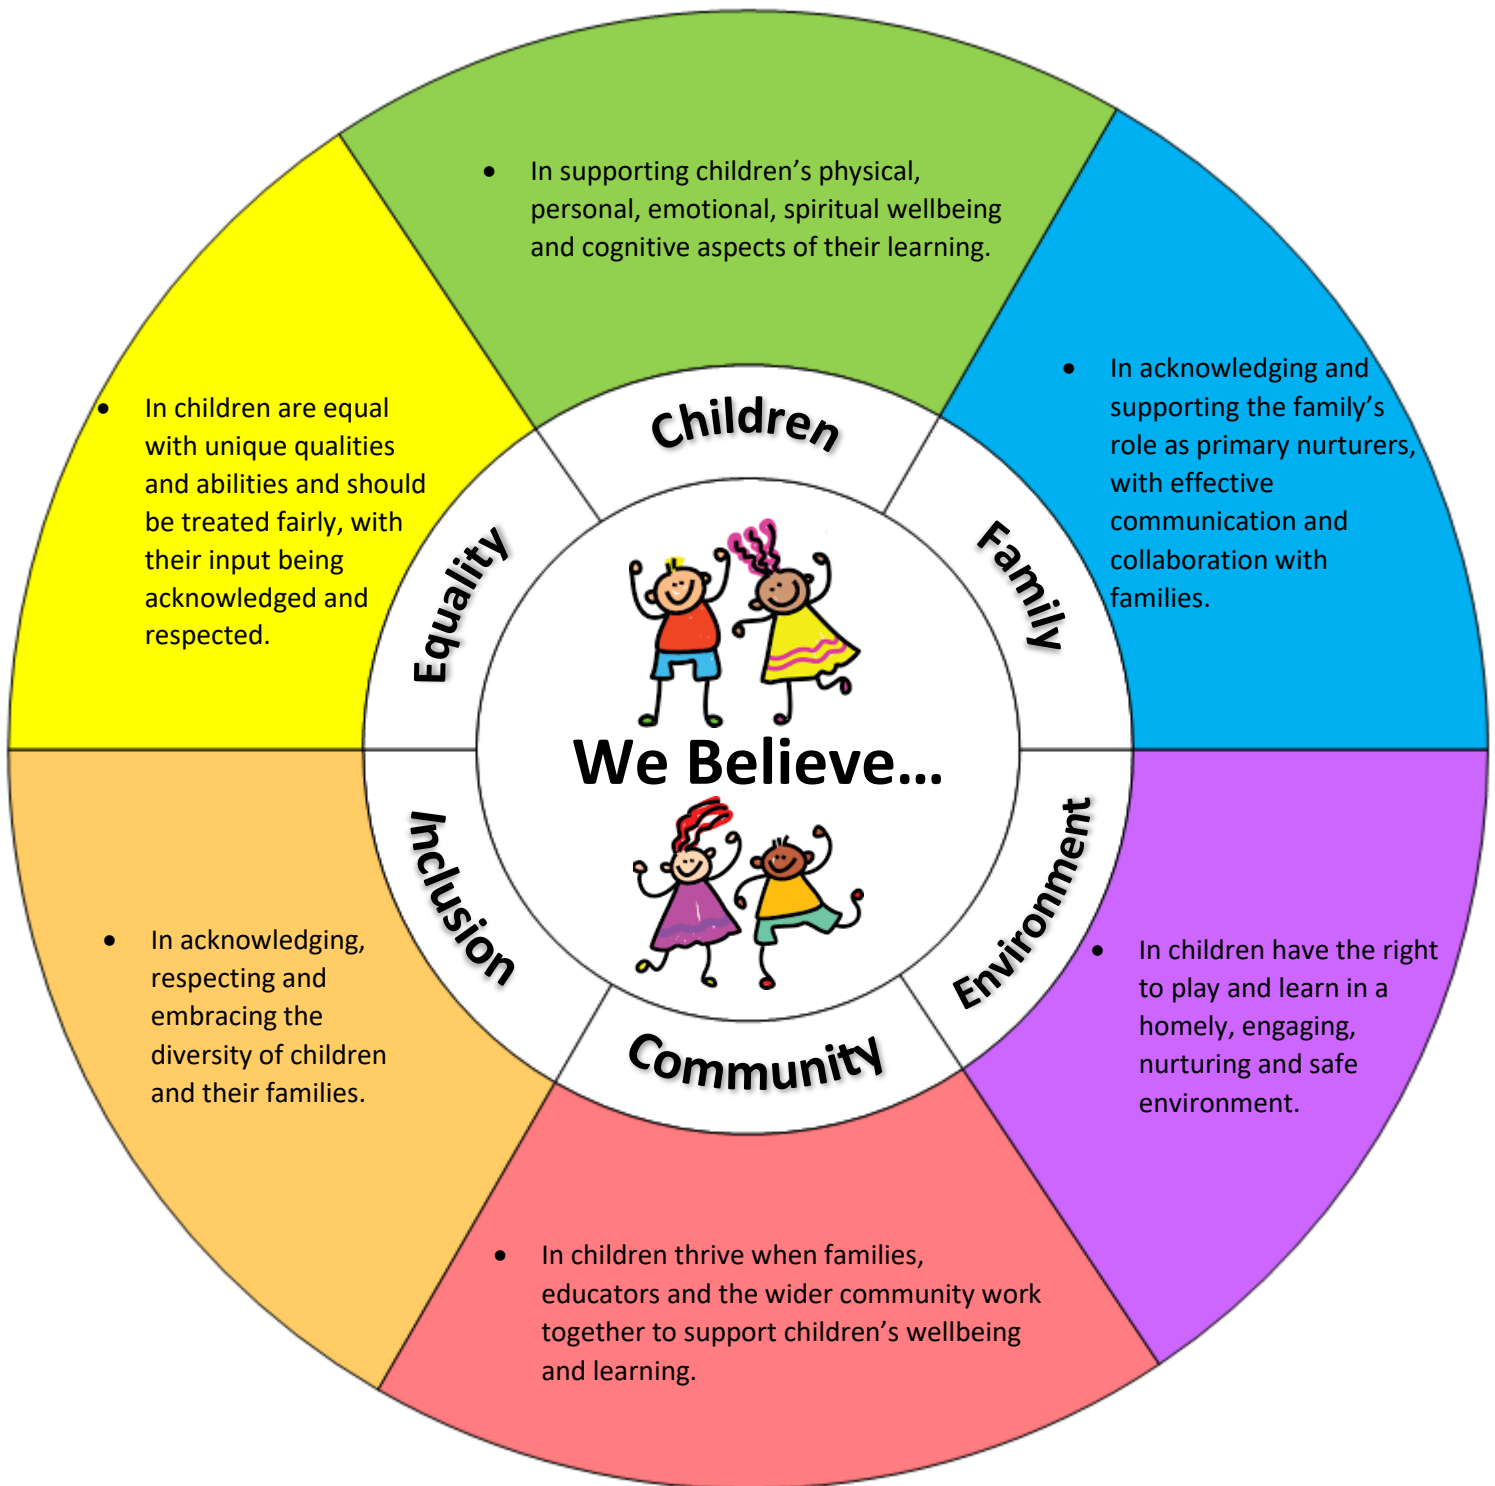 • In supporting children’s physical,
personal, emotional, spiritual wellbeing
and cognitive aspects of their learning.
Children
• In acknowledging and
supporting the family’s
role as primary nurturers,
with effective
communication and
collaboration with
families.
Family
• In children have the right
to play and learn in a
homely, engaging,
nurturing and safe
environment.
Environment
• In children thrive when families,
educators and the wider community work
together to support children’s wellbeing
and learning.
Community
• In acknowledging,
respecting and
embracing the
diversity of children
and their families.
Inclusion
• In children are equal
with unique qualities
and abilities and should
be treated fairly, with
their input being
acknowledged and
respected.
Equality
We Believe...